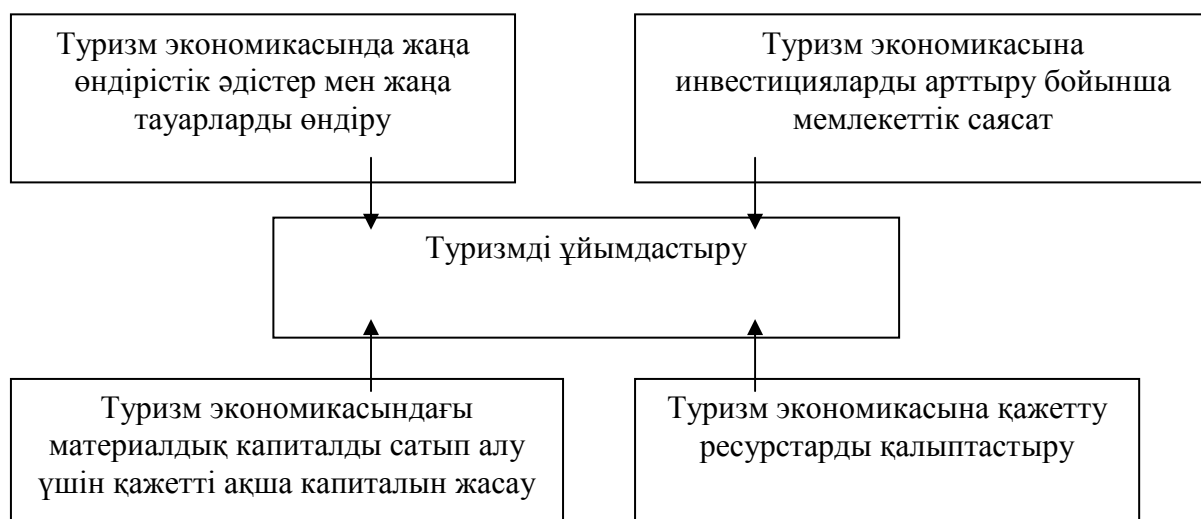 Туризм экономикасында жаңа
өндірістік әдістер мен жаңа
тауарларды өндіру
Туризм экономикасына
инвестицияларды арттыру бойынша
мемлекеттік саясат
Туризмді ұйымдастыру
Туризм экономикасындағы
материалдық капиталды сатып алу
үшін қажетті ақша капиталын жасау
Туризм экономикасына қажетту
ресурстарды қалыптастыру